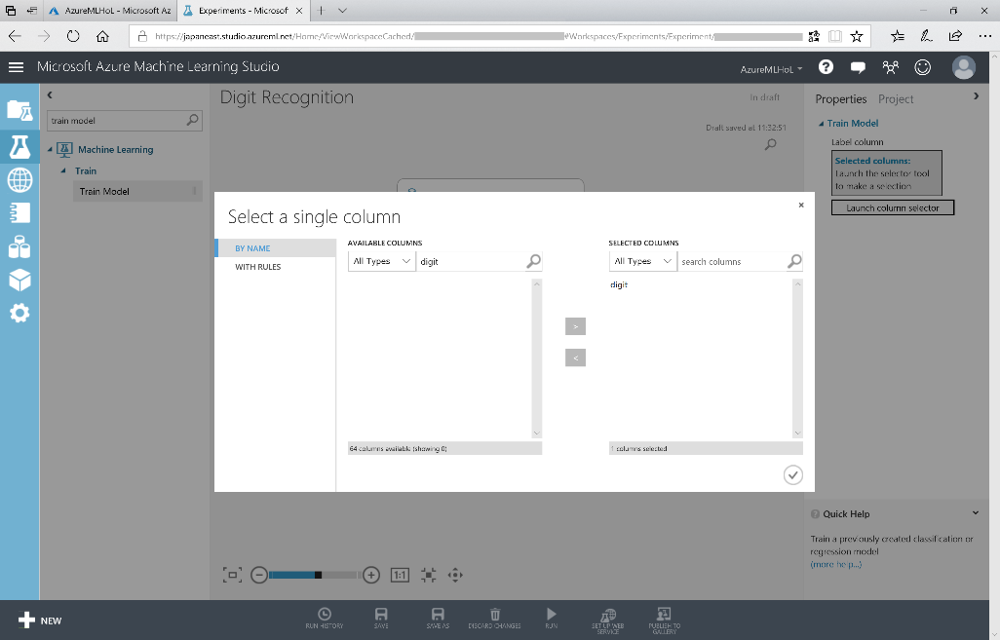 AzureMLHoL - Microsoft Az
Experiments - Microsof
https://japaneast.studio.azureml.net/Home/ViewWorkspaceCached/
#Workspaces/Experiments/Experiment/
Microsoft Azure Machine Learning Studio
AzureMLHoL
train model
Machine Learning
Train
Train Model
Digit Recognition
In draft
Draft saved at 11:32:51
Properties
Project
Train Model
Label column
Selected columns:
Launch the selector tool
to make a selection
Launch column selector
Select a single column
BY NAME
WITH RULES
AVAILABLE COLUMNS
All Types
digit
64 columns available (showing 0)
>
<
SELECTED COLUMNS
All Types
search columns
digit
1 columns selected
Quick Help
Train a previously created classification or
regression model
(more help...)
1:1
NEW
RUN HISTORY
SAVE
SAVE AS
DISCARD CHANGES
RUN
SET UP WEB
SERVICE
PUBLISH TO
GALLERY